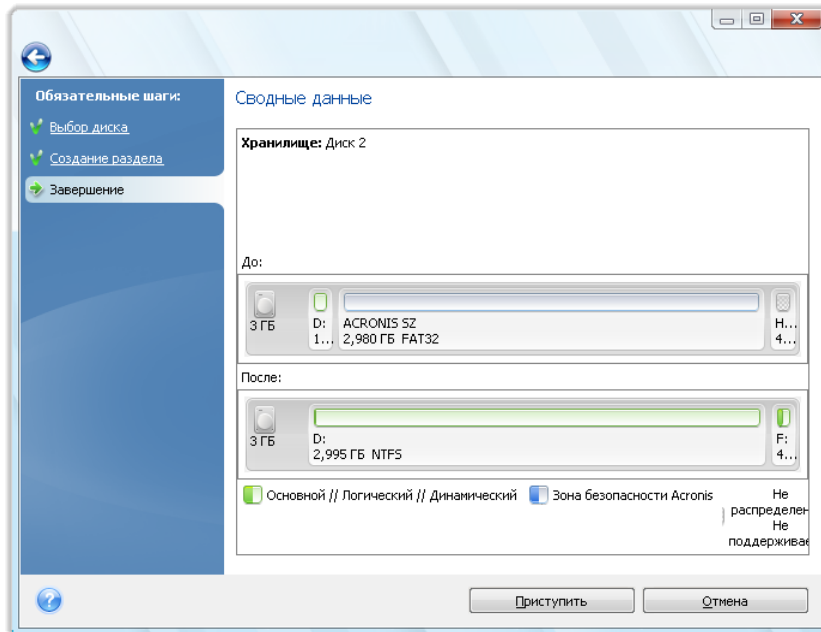 Обязательные шаги:
Выбор диска
Создание раздела
Завершение
Сводные данные
Хранилище: Диск 2
До:
3 ГБ
D:
1...
ACRONIS SZ
2,980 ГБ FAT32
Н...
4...
После:
3 ГБ
D:
2,995 ГБ NTFS
F:
4...
Основной // Логический // Динамический
Зона безопасности Acronis
Не
распределен
Не
поддержива
Приступить
Отмена